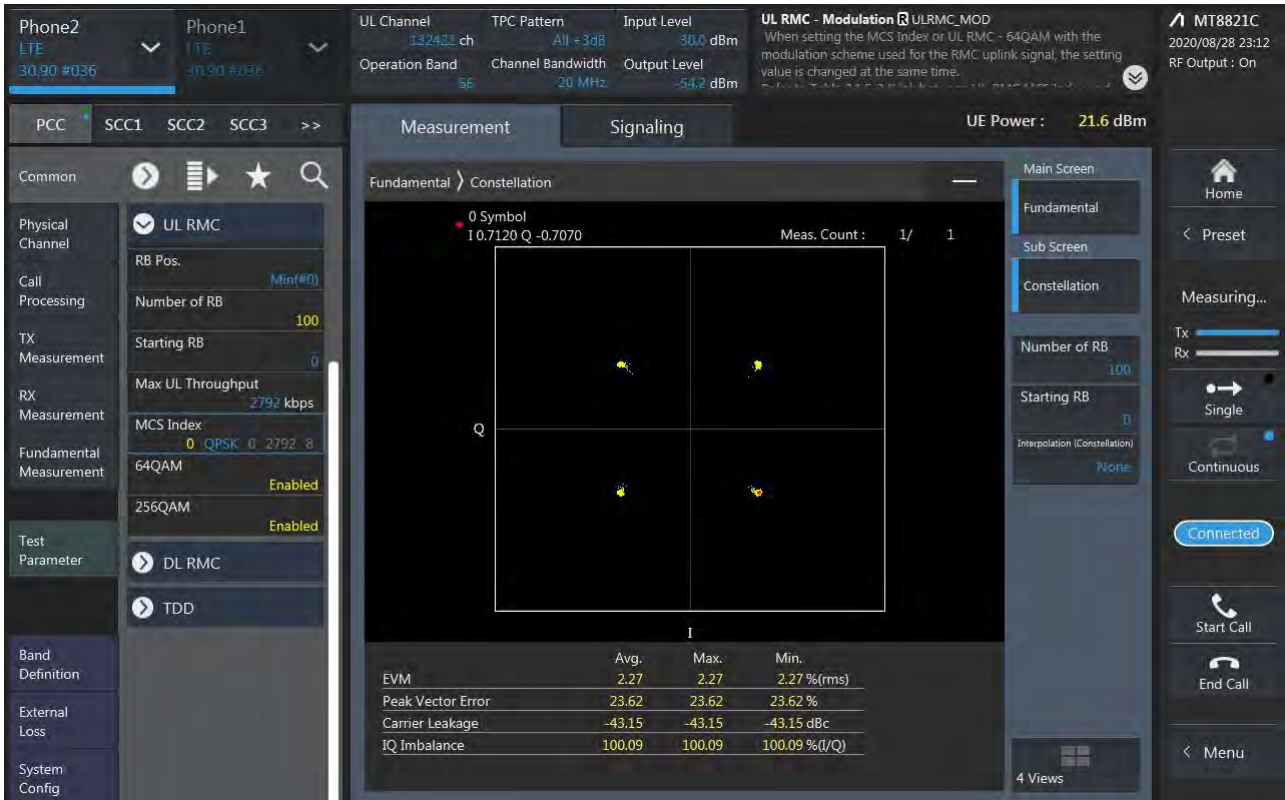 Phone2
LTE
30.90 #036
Phone1
LTE
30.90 #036
UL Channel
132422 ch
Operation Band
66
TPC Pattern
All +3dB
Channel Bandwidth
20 MHz
Input Level
30.0 dBm
Output Level
-54.2 dBm
UL RMC - Modulation R ULRMC_MOD
When setting the MCS Index or UL RMC - 64QAM with the
modulation scheme used for the RMC uplink signal, the setting
value is changed at the same time.
MT8821C
2020/08/28 23:12
RF Output : On
PCC SCC1 SCC2 SCC3 >>
Measurement
Signaling
UE Power : 21.6 dBm
Common
Physical
Channel
Call
Processing
TX
Measurement
RX
Measurement
Fundamental
Measurement
Test
Parameter
Band
Definition
External
Loss
System
Config
UL RMC
RB Pos.
Min(#0)
Number of RB
100
Starting RB
0
Max UL Throughput
2792 kbps
MCS Index
0 QPSK 0 2792 8
64QAM
Enabled
256QAM
Enabled
DL RMC
TDD
Fundamental > Constellation
0 Symbol
I 0.7120 Q -0.7070
Meas. Count : 1/ 1
Q
I
Avg. Max. Min.
EVM 2.27 2.27 2.27 %(rms)
Peak Vector Error 23.62 23.62 23.62 %
Carrier Leakage -43.15 -43.15 -43.15 dBc
IQ Imbalance 100.09 100.09 100.09 %(I/Q)
Main Screen
Fundamental
Sub Screen
Constellation
Number of RB
100
Starting RB
0
Interpolation (Constellation)
None
4 Views
Home
< Preset
Measuring...
Tx
Rx
Single
Continuous
Connected
Start Call
End Call
< Menu